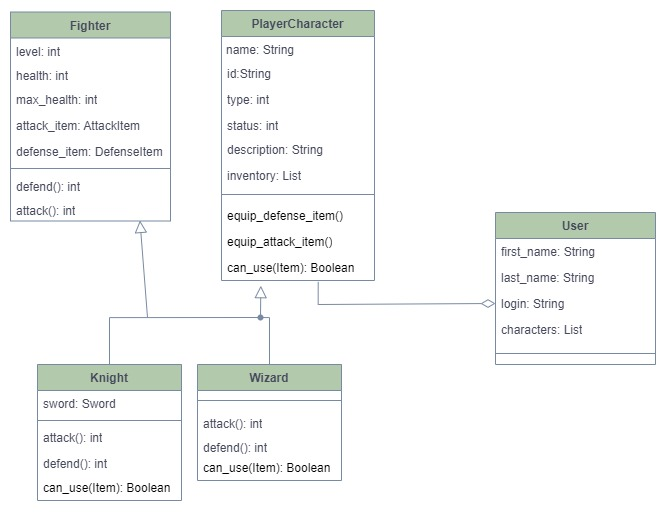 Fighter
level: int
health: int
max_health: int
attack_item: AttackItem
defense_item: DefenseItem
defend(): int
attack(): int
PlayerCharacter
name: String
id:String
type: int
status: int
description: String
inventory: List
equip_defense_item()
equip_attack_item()
can_use(Item): Boolean
User
first_name: String
last_name: String
login: String
characters: List
Knight
sword: Sword
attack(): int
defend(): int
can_use(Item): Boolean
Wizard
attack(): int
defend(): int
can_use(Item): Boolean